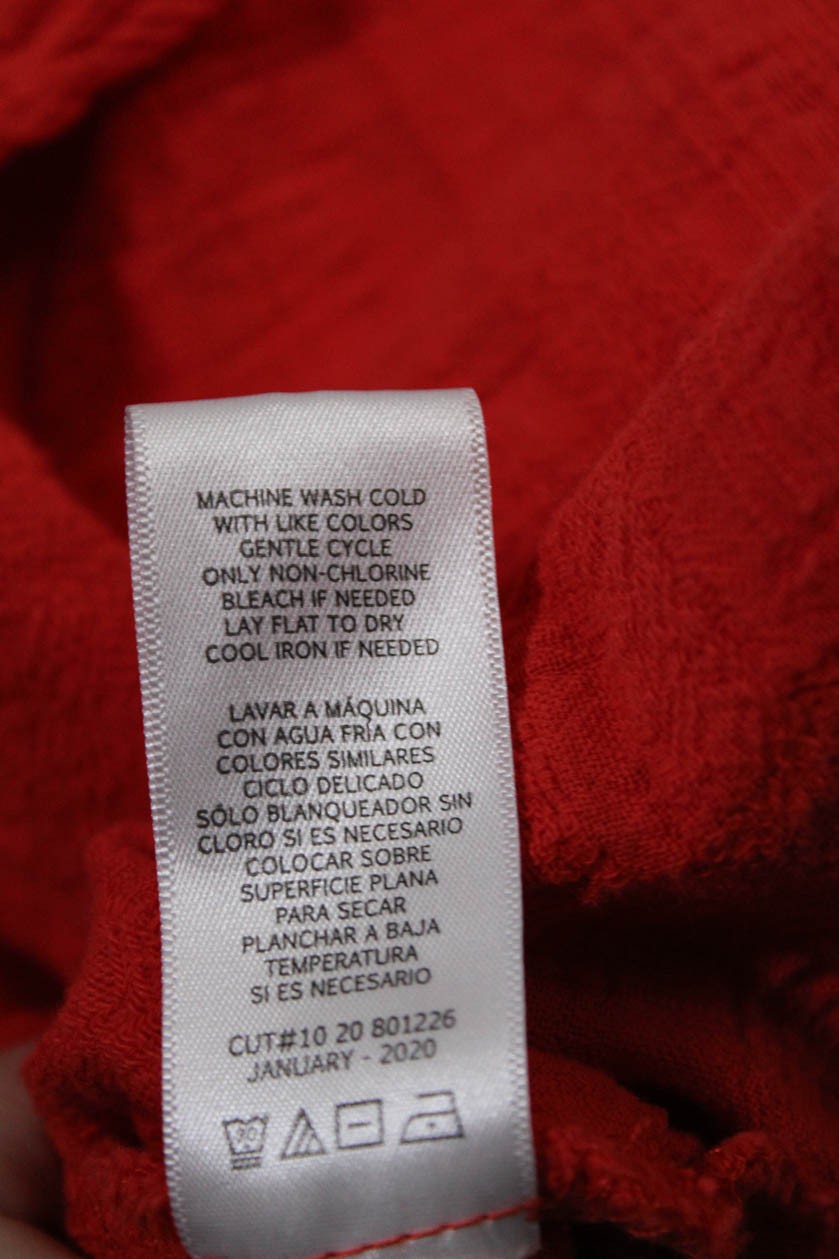 MACHINE WASH COLD
WITH LIKE COLORS
GENTLE CYCLE
ONLY NON-CHLORINE
BLEACH IF NEEDED
LAY FLAT TO DRY
COOL IRON IF NEEDED
LAVAR A MÁQUINA
CON AGUA FRÍA CON
COLORES SIMILARES
CICLO DELICADO
SÓLO BLANQUEADOR SIN
CLORO SI ES NECESARIO
COLOCAR SOBRE
SUPERFICIE PLANA
PARA SECAR
PLANCHAR A BAJA
TEMPERATURA
SI ES NECESARIO
CUT#10 20 801226
JANUARY - 2020